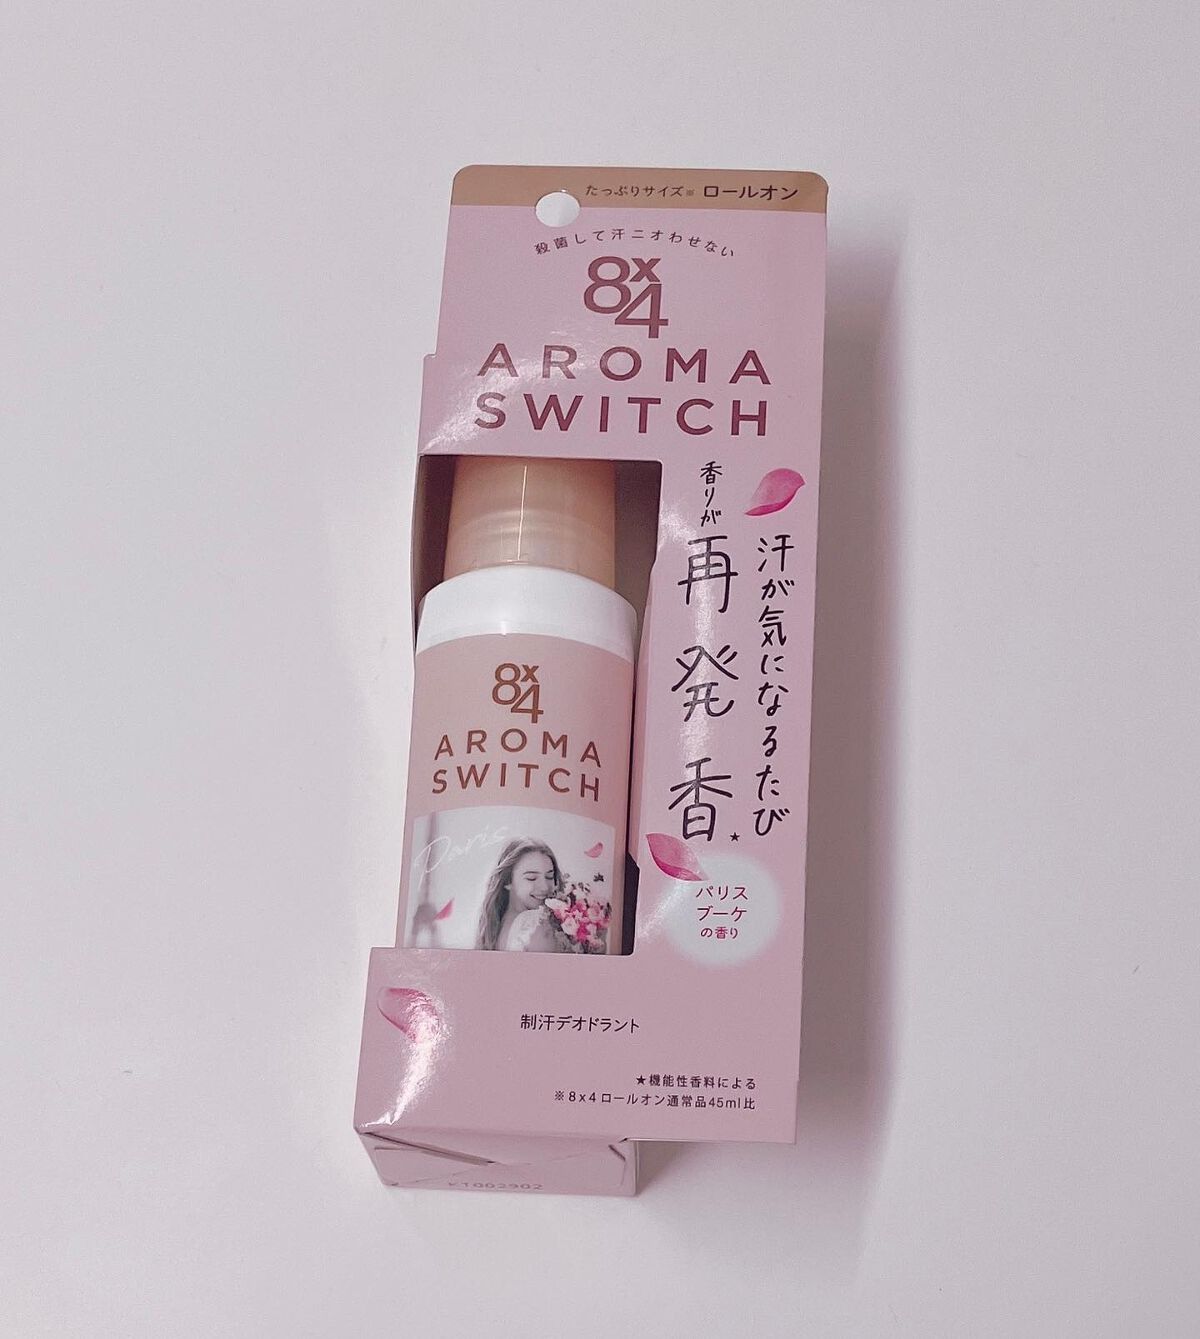 たっぷりサイズ※ ロールオン
殺菌して汗ニオわせない
8x4
AROMA
SWITCH
汗が気になるたび
香りが
再発香★
パリス
ブーケ
の香り
8x4
AROMA
SWITCH
Paris
制汗デオドラント
★機能性香料による
※8x4ロールオン通常品45ml比
K1002902